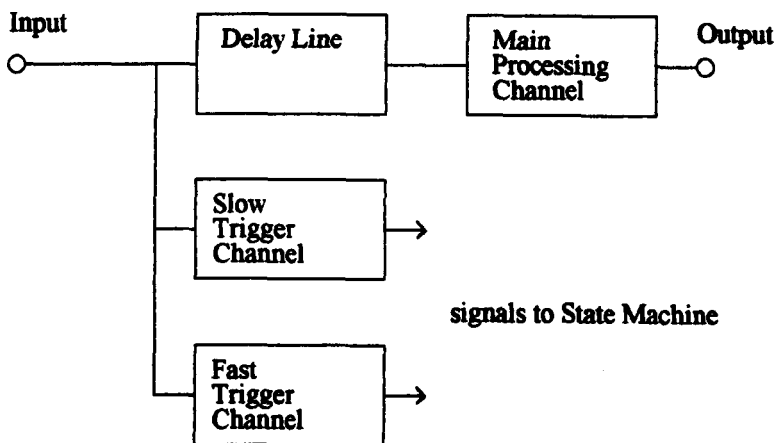 Input
Delay Line
Main
Processing
Channel
Output
Slow
Trigger
Channel
signals to State Machine
Fast
Trigger
Channel